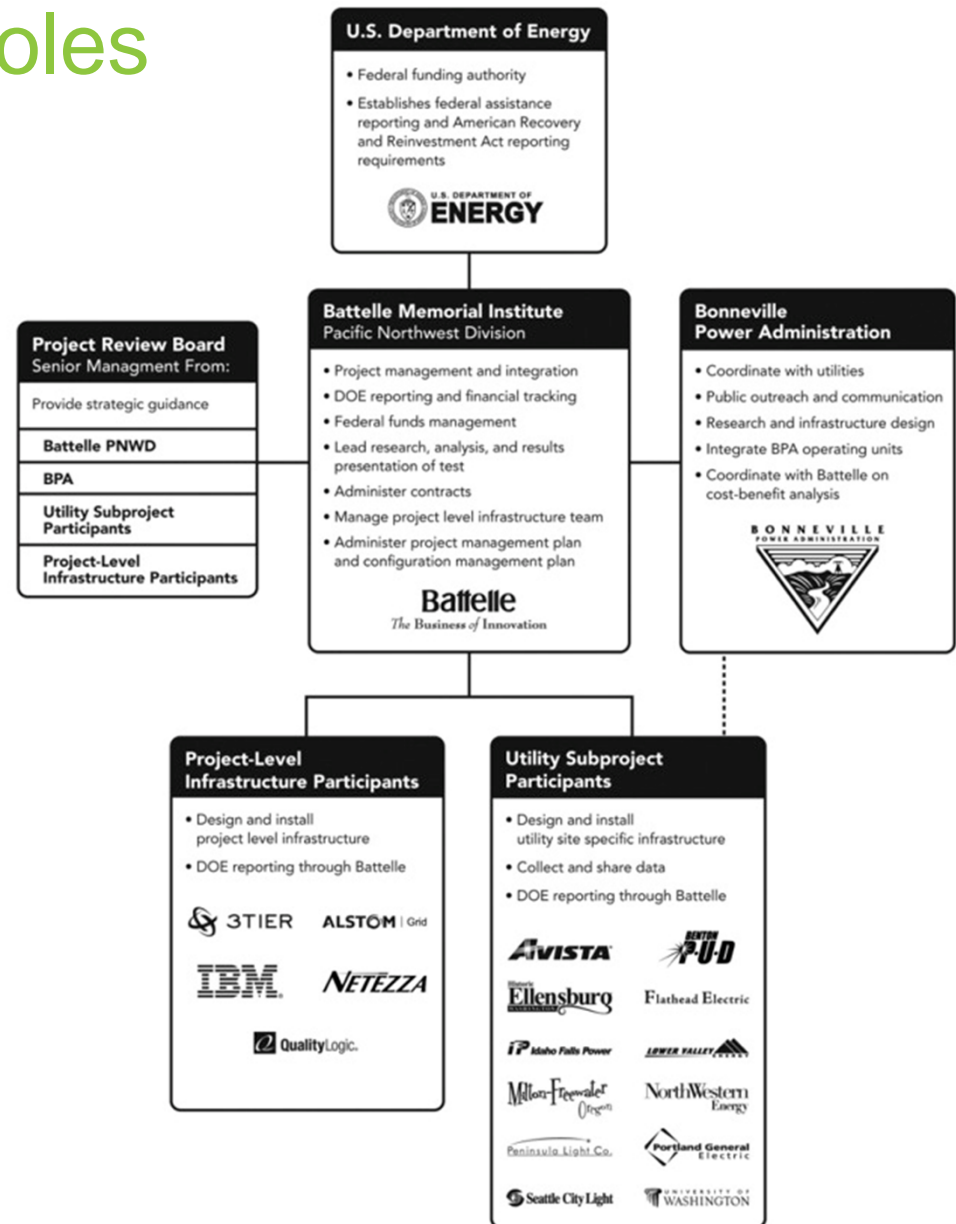 oles
U.S. Department of Energy
• Federal funding authority
• Establishes federal assistance
reporting and American Recovery
and Reinvestment Act reporting
requirements
U.S. DEPARTMENT OF
ENERGY
Project Review Board
Senior Managment From:
Provide strategic guidance
Battelle PNWD
BPA
Utility Subproject
Participants
Project-Level
Infrastructure Participants
Battelle Memorial Institute
Pacific Northwest Division
• Project management and integration
• DOE reporting and financial tracking
• Federal funds management
• Lead research, analysis, and results
presentation of test
• Administer contracts
• Manage project level infrastructure team
• Administer project management plan
and configuration management plan
Battelle
The Business of Innovation
Bonneville
Power Administration
• Coordinate with utilities
• Public outreach and communication
• Research and infrastructure design
• Integrate BPA operating units
• Coordinate with Battelle on
cost-benefit analysis
BONNEVILLE
POWER ADMINISTRATION
Project-Level
Infrastructure Participants
• Design and install
project level infrastructure
• DOE reporting through Battelle
3TIER
ALSTOM | Grid
IBM
NETEZZA
QualityLogic.
Utility Subproject
Participants
• Design and install
utility site specific infrastructure
• Collect and share data
• DOE reporting through Battelle
AVISTA
BENTON
P·U·D
Historic
Ellensburg
WASHINGTON
Flathead Electric
iP Idaho Falls Power
LOWER VALLEY
ENERGY
Milton-Freewater
Oregon
NorthWestern
Energy
Peninsula Light Co.
Portland General
Electric
Seattle City Light
UNIVERSITY OF
WASHINGTON